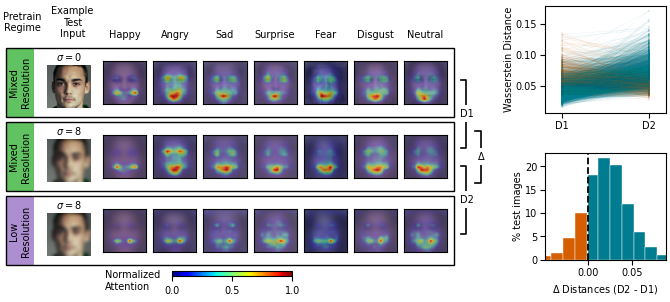 Pretrain
Regime
Example
Test
Input
Happy
Angry
Sad
Surprise
Fear
Disgust
Neutral
Mixed
Resolution
σ = 0
Mixed
Resolution
σ = 8
Low
Resolution
σ = 8
D1
Δ
D2
Normalized
Attention
0.0
0.5
1.0
Wasserstein Distance
0.15
0.10
0.05
D1
D2
% test images
20
15
10
5
0
0.00
0.05
Δ Distances (D2 - D1)